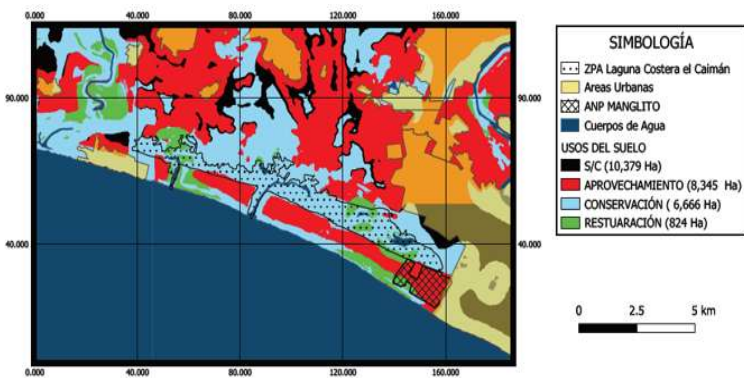 0.000 40.000 80.000 120.000 160.000
90.000 90.000
40.000 40.000
0.000 40.000 80.000 120.000 160.000
SIMBOLOGÍA
ZPA Laguna Costera el Caimán
Areas Urbanas
ANP MANGLITO
Cuerpos de Agua
USOS DEL SUELO
S/C (10,379 Ha)
APROVECHAMIENTO (8,345 Ha)
CONSERVACIÓN ( 6,666 Ha)
RESTUARACIÓN (824 Ha)
0 2.5 5 km